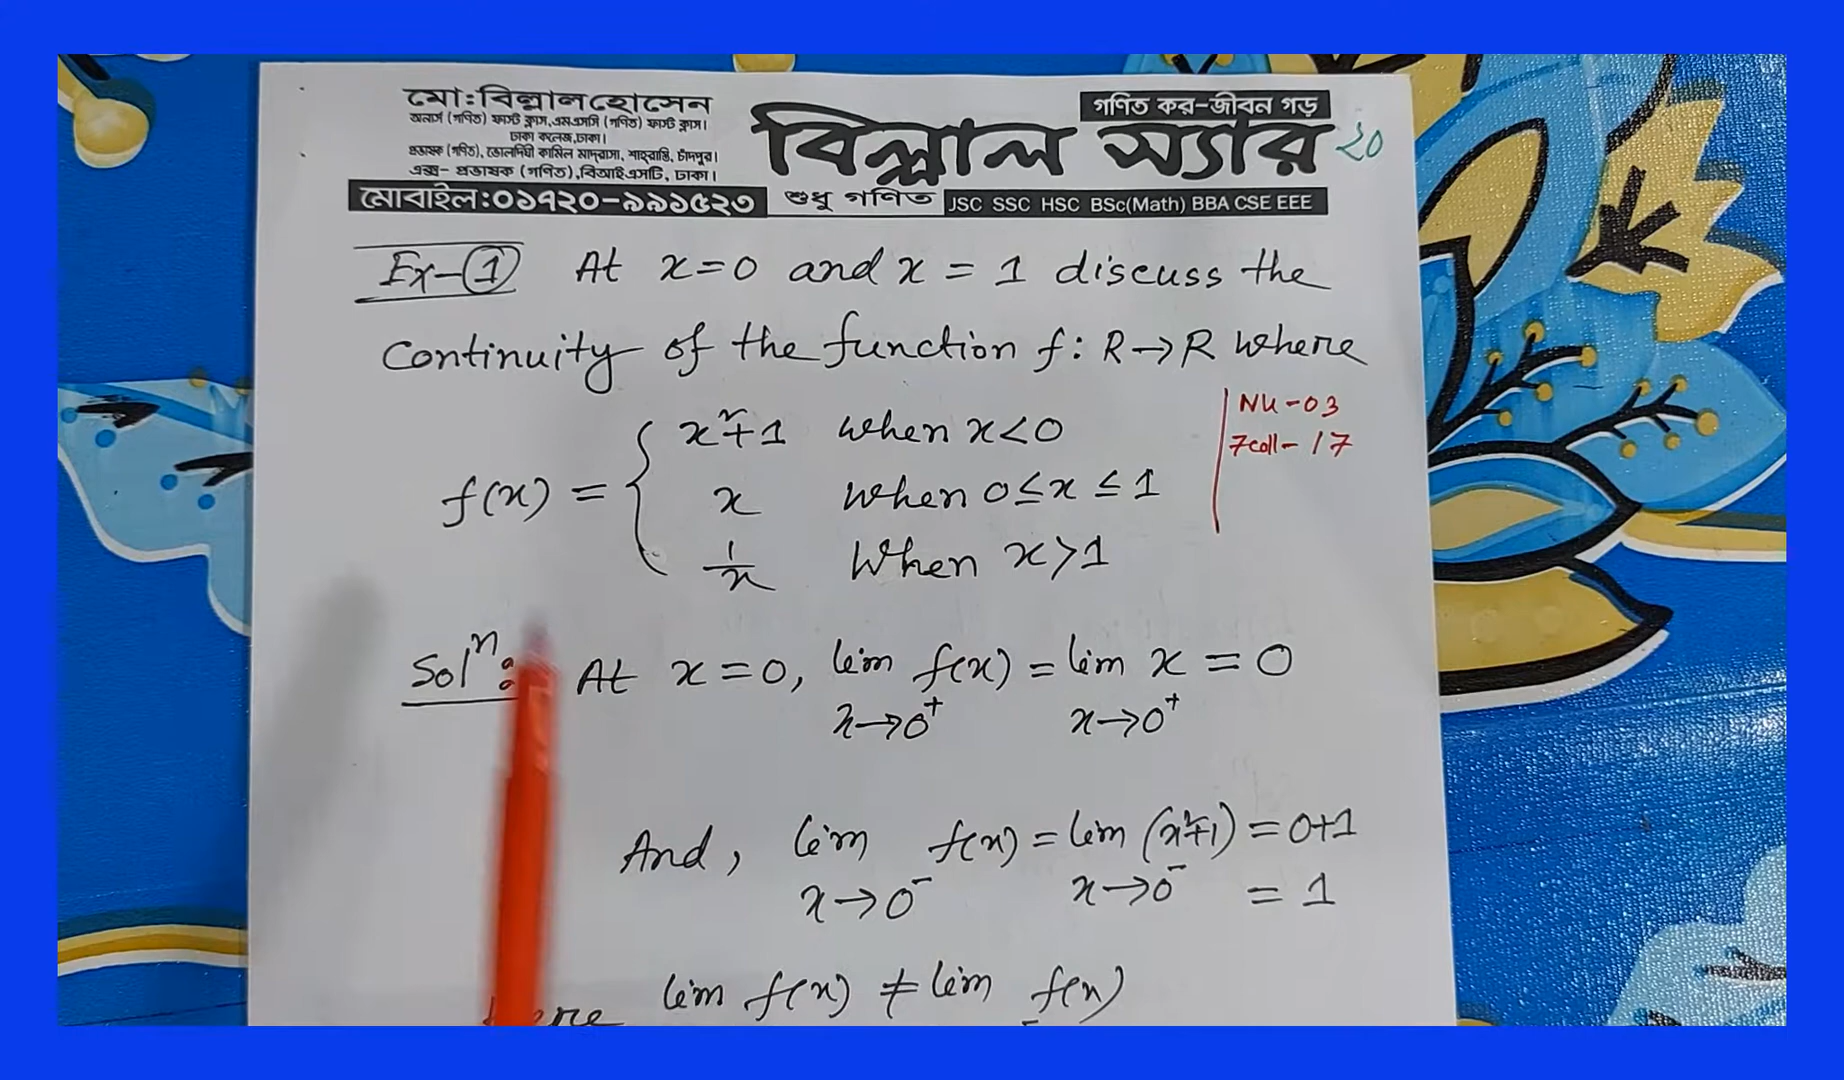 মোঃবিল্লাল হোসেন
অনার্স (গণিত) ফার্স্ট ক্লাস,এমএসসি (গণিত) ফার্স্ট ক্লাস।
ঢাকা কলেজ,ঢাকা।
প্রভাষক (গণিত), ভোলদিঘী কামিল মাদ্রাসা, শাহরাস্তি, চাঁদপুর।
এক্স- প্রভাষক (গণিত),বিআইএসটি, ঢাকা।
মোবাইল:০১৭২০-৯৯১৫২৩
গণিত কর-জীবন গড়
বিল্লাল স্যার
২০
শুধু গণিত
JSC SSC HSC BSc(Math) BBA CSE EEE
Ex-① At x=0 and x = 1 discuss the
Continuity of the function f: R→R where
f(x) = { x²+1 when x<0
x when 0≤x≤1
1/x When x>1
NU-03
7coll-17
Solⁿ: At x=0, lim x→0⁺ f(x) = lim x→0⁺ x = 0
And, lim x→0⁻ f(x) = lim x→0⁻ (x²+1) = 0+1
= 1
lim f(x) ≠ lim f(x)